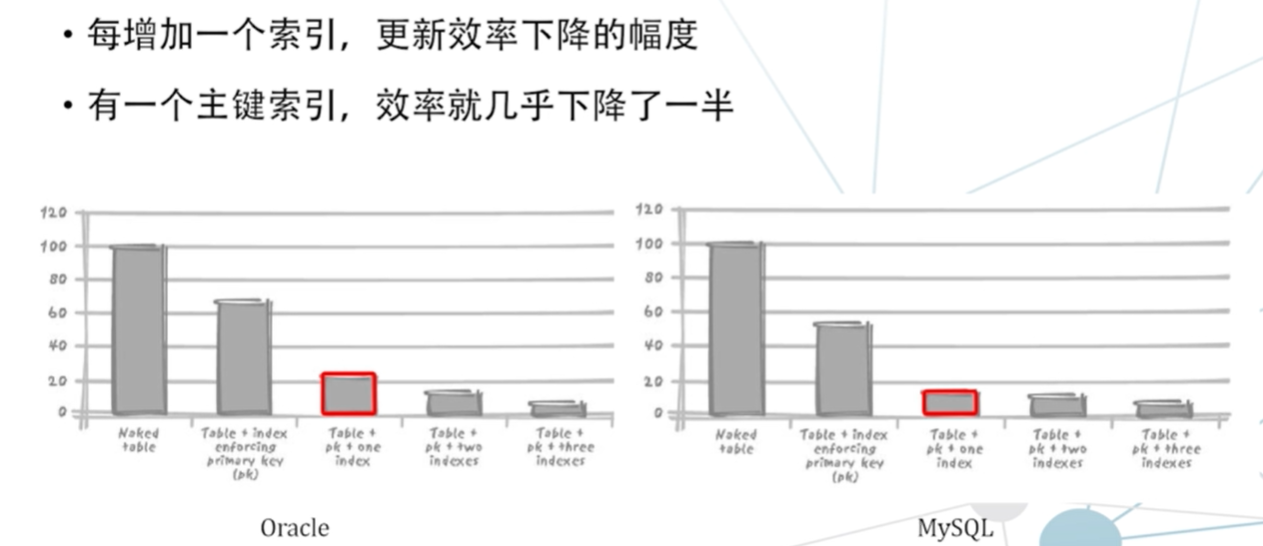 • 每增加一个索引，更新效率下降的幅度
• 有一个主键索引，效率就几乎下降了一半
120
100
80
60
40
20
0
Naked
table
Table + index
enforcing
primary key
(pk)
Table +
pk + one
index
Table +
pk + two
indexes
Table +
pk + three
indexes
Oracle
120
100
80
60
40
20
0
Naked
table
Table + index
enforcing
primary key
(pk)
Table +
pk + one
index
Table +
pk + two
indexes
Table +
pk + three
indexes
MySQL